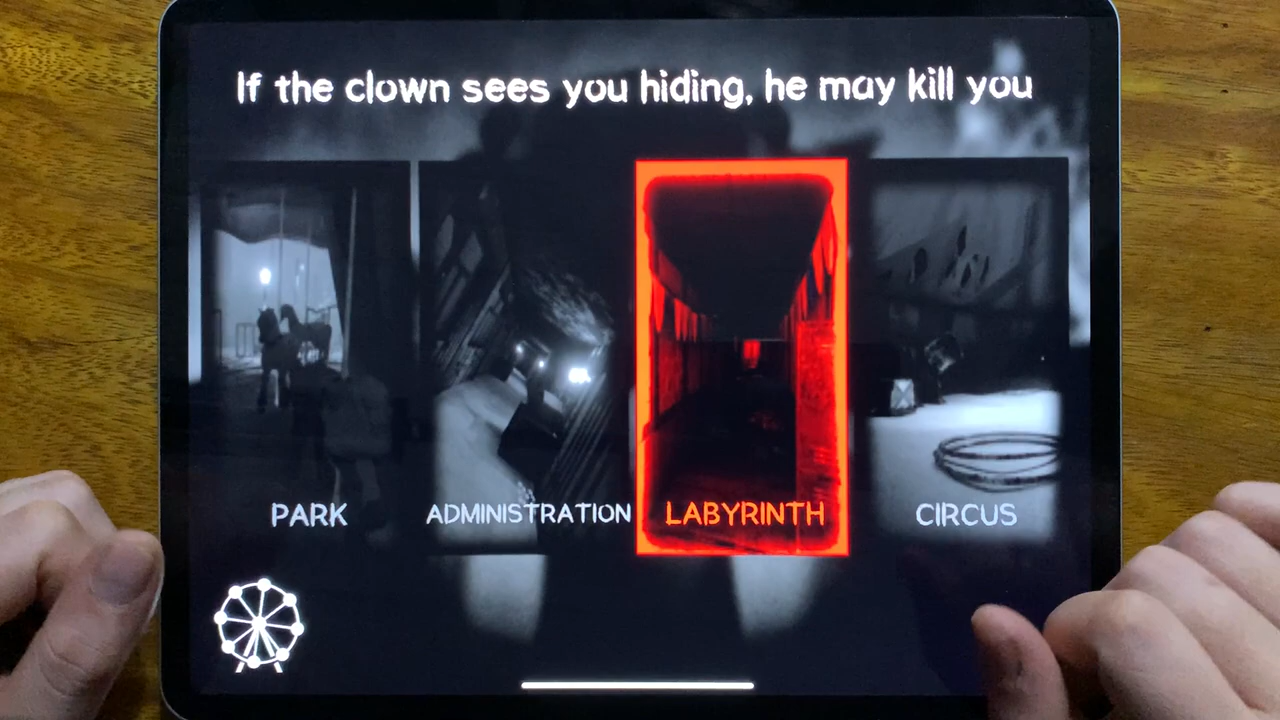 If the clown sees you hiding, he may kill you
PARK
ADMINISTRATION
LABYRINTH
CIRCUS